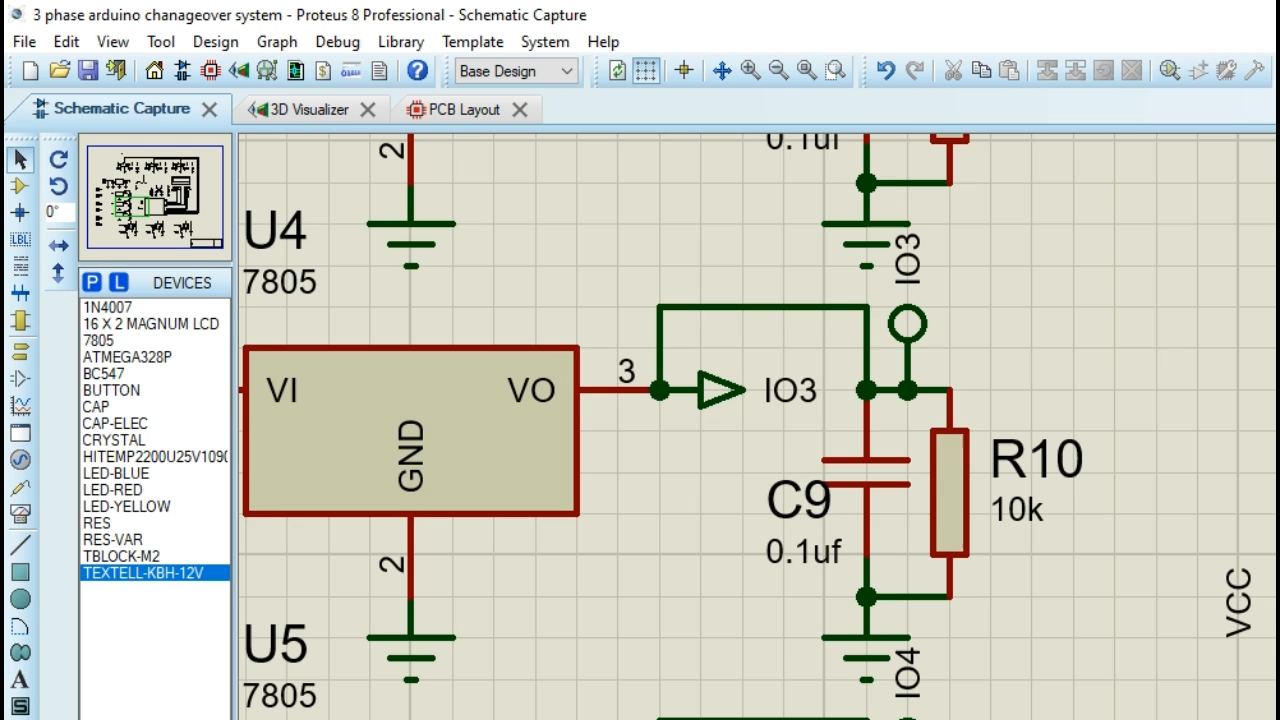 3 phase arduino chanageover system - Proteus 8 Professional - Schematic Capture
File Edit View Tool Design Graph Debug Library Template System Help
Base Design
Schematic Capture
3D Visualizer
PCB Layout
0°
LBL
P L DEVICES
1N4007
16 X 2 MAGNUM LCD
7805
ATMEGA328P
BC547
BUTTON
CAP
CAP-ELEC
CRYSTAL
HITEMP2200U25V1090
LED-BLUE
LED-RED
LED-YELLOW
RES
RES-VAR
TBLOCK-M2
TEXTELL-KBH-12V
A
S
2
0.1uf
U4
7805
IO3
VI
VO
GND
3
IO3
2
C9
0.1uf
R10
10k
VCC
U5
7805
IO4